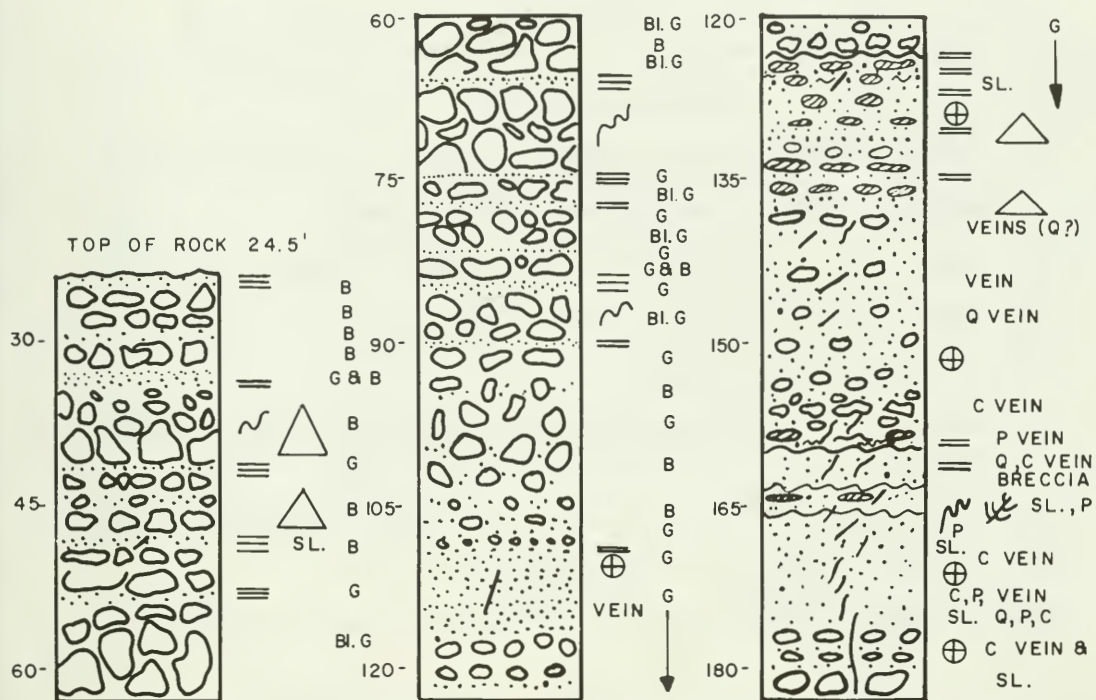 TOP OF ROCK 24.5'
B
B
30-
B
B
G & B
B
G
45-
B
SL.
B
G
Bl. G
60-
60-
Bl. G
B
Bl. G
75-
G
Bl. G
G
Bl. G
G
G & B
G
Bl. G
90-
G
B
G
B
105-
B
G
G
VEIN
G
120-
120-
G
SL.
135-
VEINS (Q?)
VEIN
Q VEIN
150-
C VEIN
P VEIN
Q, C VEIN
BRECCIA
165-
SL., P
P
SL.
C VEIN
C, P, VEIN
SL. Q, P, C
C VEIN &
180-
SL.